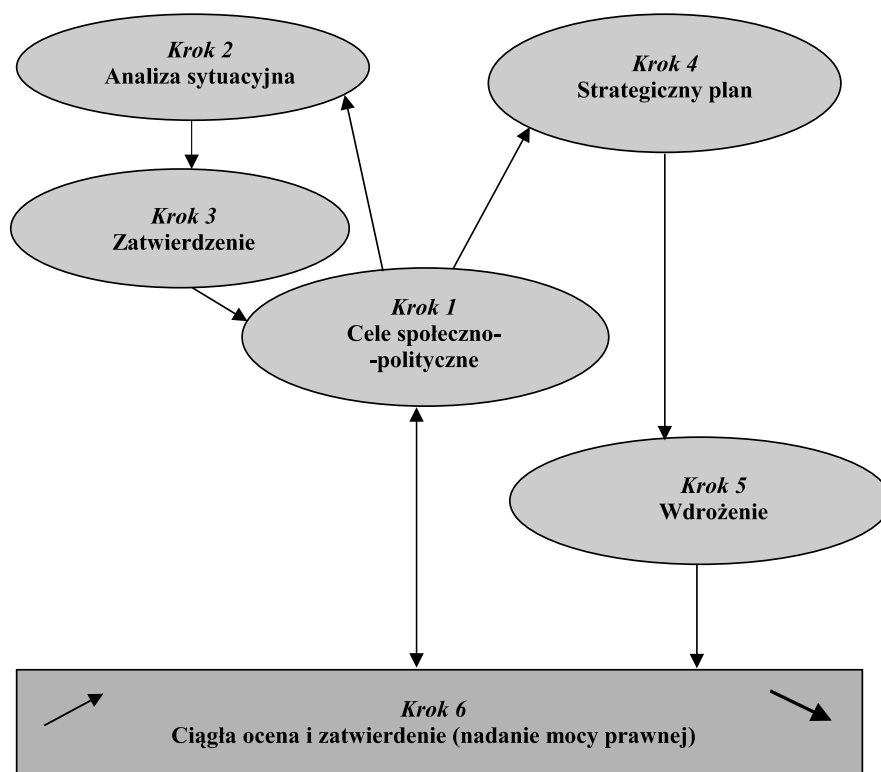 Krok 2
Analiza sytuacyjna
Krok 4
Strategiczny plan
Krok 3
Zatwierdzenie
Krok 1
Cele społeczno-
-polityczne
Krok 5
Wdrożenie
Krok 6
Ciągła ocena i zatwierdenie (nadanie mocy prawnej)